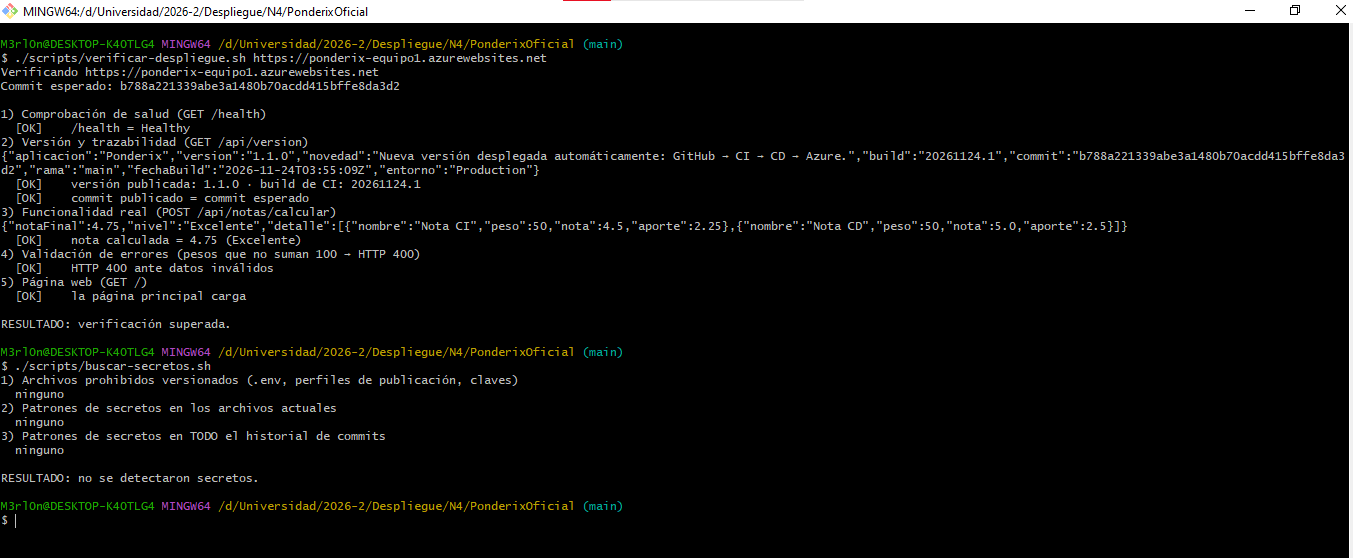 MINGW64:/d/Universidad/2026-2/Despliegue/N4/PonderixOficial
M3rl0n@DESKTOP-K4OTLG4 MINGW64 /d/Universidad/2026-2/Despliegue/N4/PonderixOficial (main)
$ ./scripts/verificar-despliegue.sh https://ponderix-equipo1.azurewebsites.net
Verificando https://ponderix-equipo1.azurewebsites.net
Commit esperado: b788a221339abe3a1480b70acdd415bffe8da3d2
1) Comprobación de salud (GET /health)
[OK] /health = Healthy
2) Versión y trazabilidad (GET /api/version)
{"aplicacion":"Ponderix","version":"1.1.0","novedad":"Nueva versión desplegada automáticamente: GitHub → CI → CD → Azure.","build":"20261124.1","commit":"b788a221339abe3a1480b70acdd415bffe8da3
d2","rama":"main","fechaBuild":"2026-11-24T03:55:09Z","entorno":"Production"}
[OK] versión publicada: 1.1.0 · build de CI: 20261124.1
[OK] commit publicado = commit esperado
3) Funcionalidad real (POST /api/notas/calcular)
{"notaFinal":4.75,"nivel":"Excelente","detalle":[{"nombre":"Nota CI","peso":50,"nota":4.5,"aporte":2.25},{"nombre":"Nota CD","peso":50,"nota":5.0,"aporte":2.5}]}
[OK] nota calculada = 4.75 (Excelente)
4) Validación de errores (pesos que no suman 100 → HTTP 400)
[OK] HTTP 400 ante datos inválidos
5) Página web (GET /)
[OK] la página principal carga
RESULTADO: verificación superada.
M3rl0n@DESKTOP-K4OTLG4 MINGW64 /d/Universidad/2026-2/Despliegue/N4/PonderixOficial (main)
$ ./scripts/buscar-secretos.sh
1) Archivos prohibidos versionados (.env, perfiles de publicación, claves)
ninguno
2) Patrones de secretos en los archivos actuales
ninguno
3) Patrones de secretos en TODO el historial de commits
ninguno
RESULTADO: no se detectaron secretos.
M3rl0n@DESKTOP-K4OTLG4 MINGW64 /d/Universidad/2026-2/Despliegue/N4/PonderixOficial (main)
$